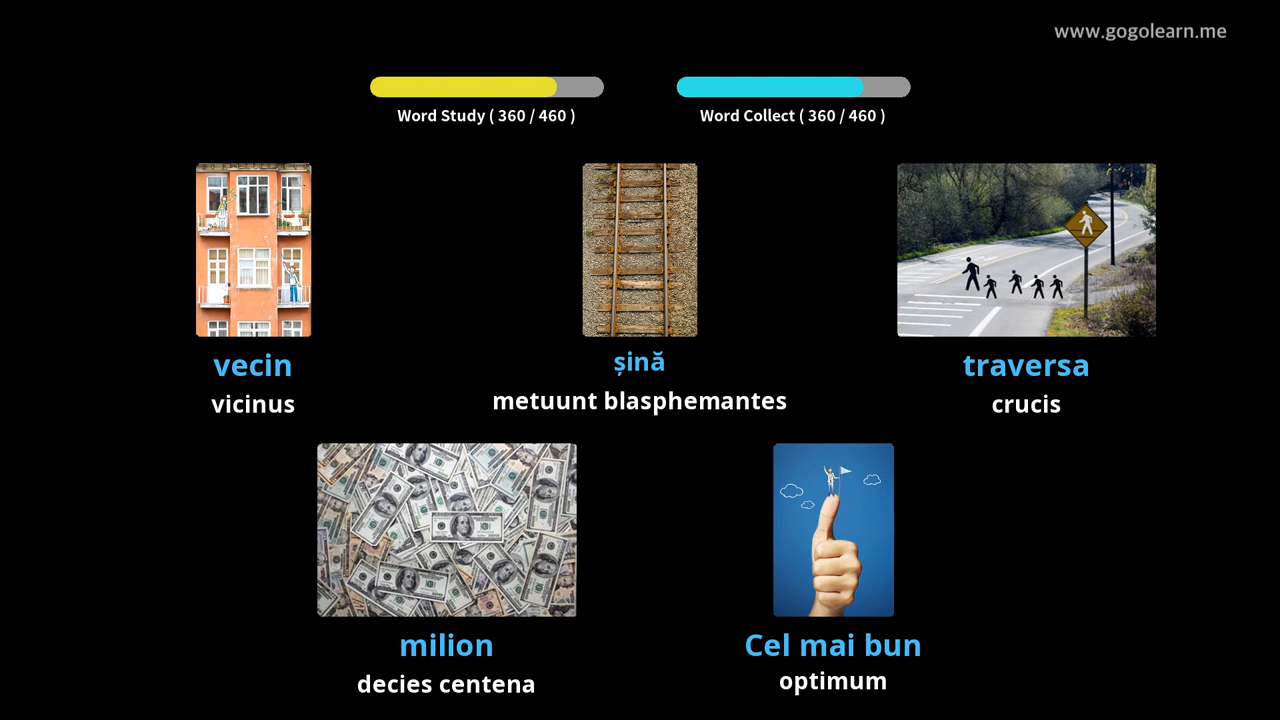 www.gogolearn.me
Word Study ( 360 / 460 )
Word Collect ( 360 / 460 )
vecin
vicinus
șină
metuunt blasphemantes
traversa
crucis
milion
decies centena
Cel mai bun
optimum